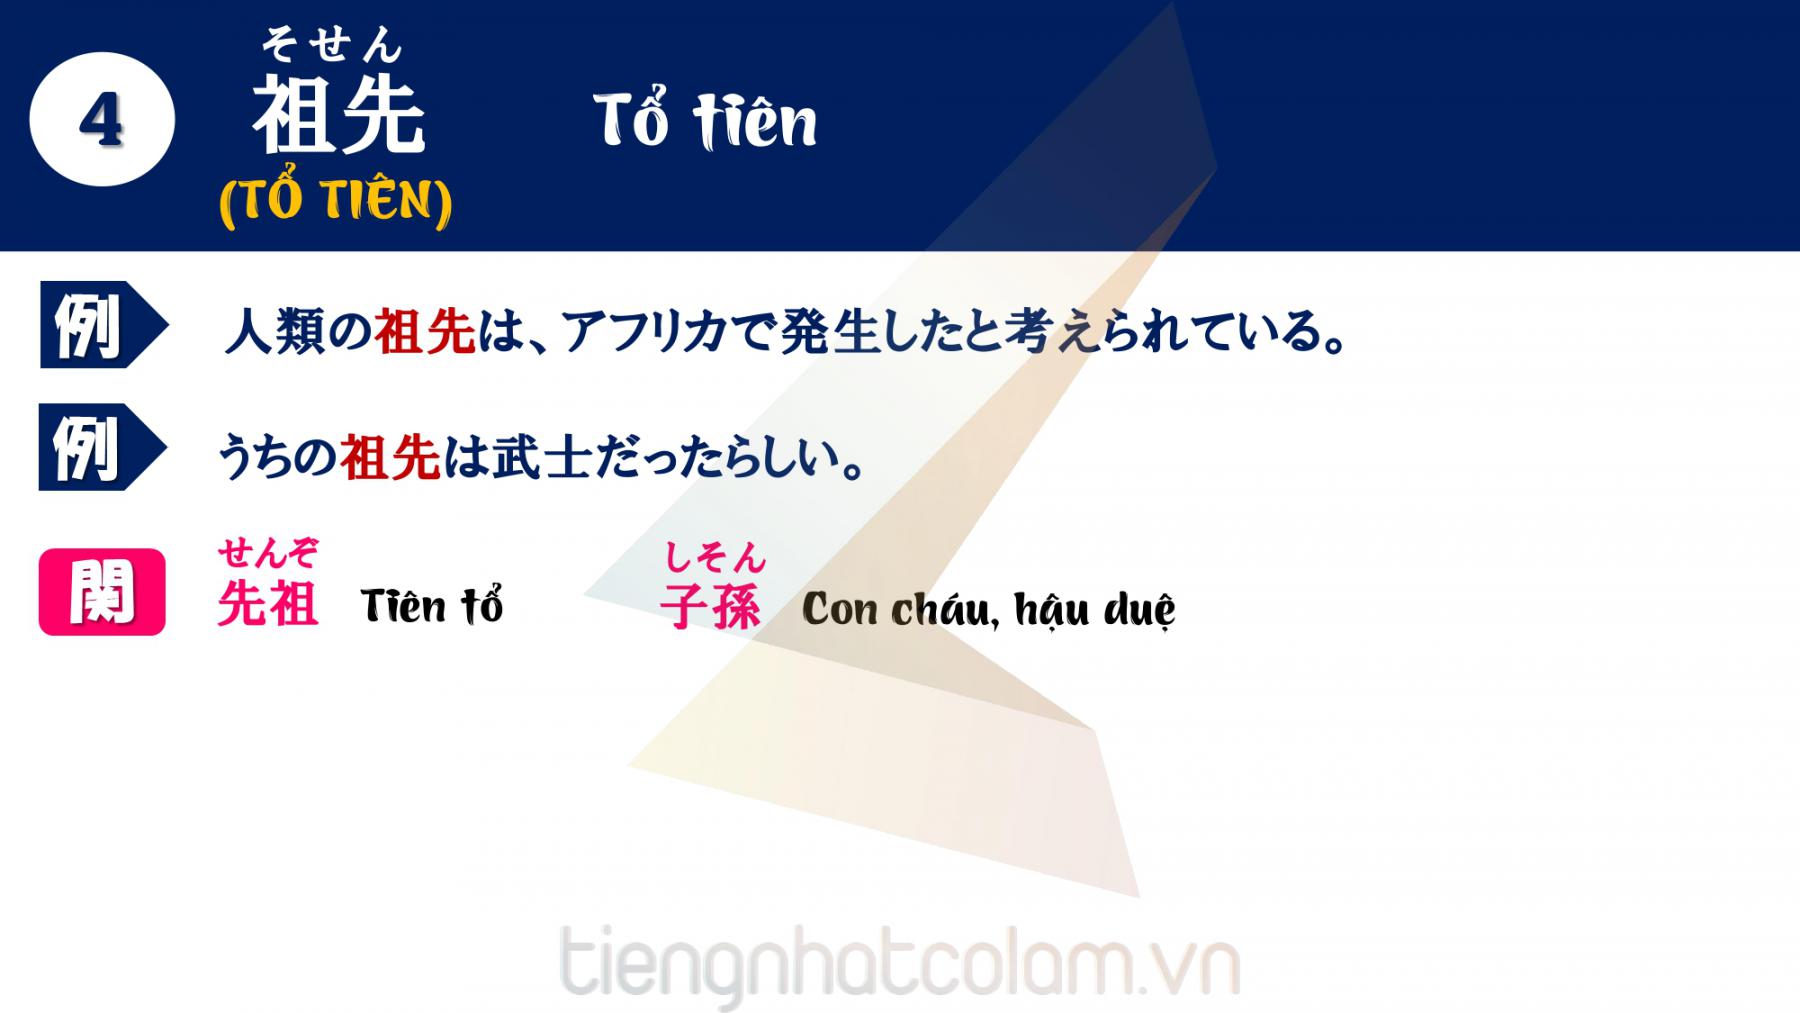 4
そせん
祖先
(TỔ TIÊN)
Tổ tiên
例
人類の祖先は、アフリカで発生したと考えられている。
例
うちの祖先は武士だったらしい。
関
せんぞ
先祖 Tiên tổ
しそん
子孫 Con cháu, hậu duệ
tiengnhatcolam.vn